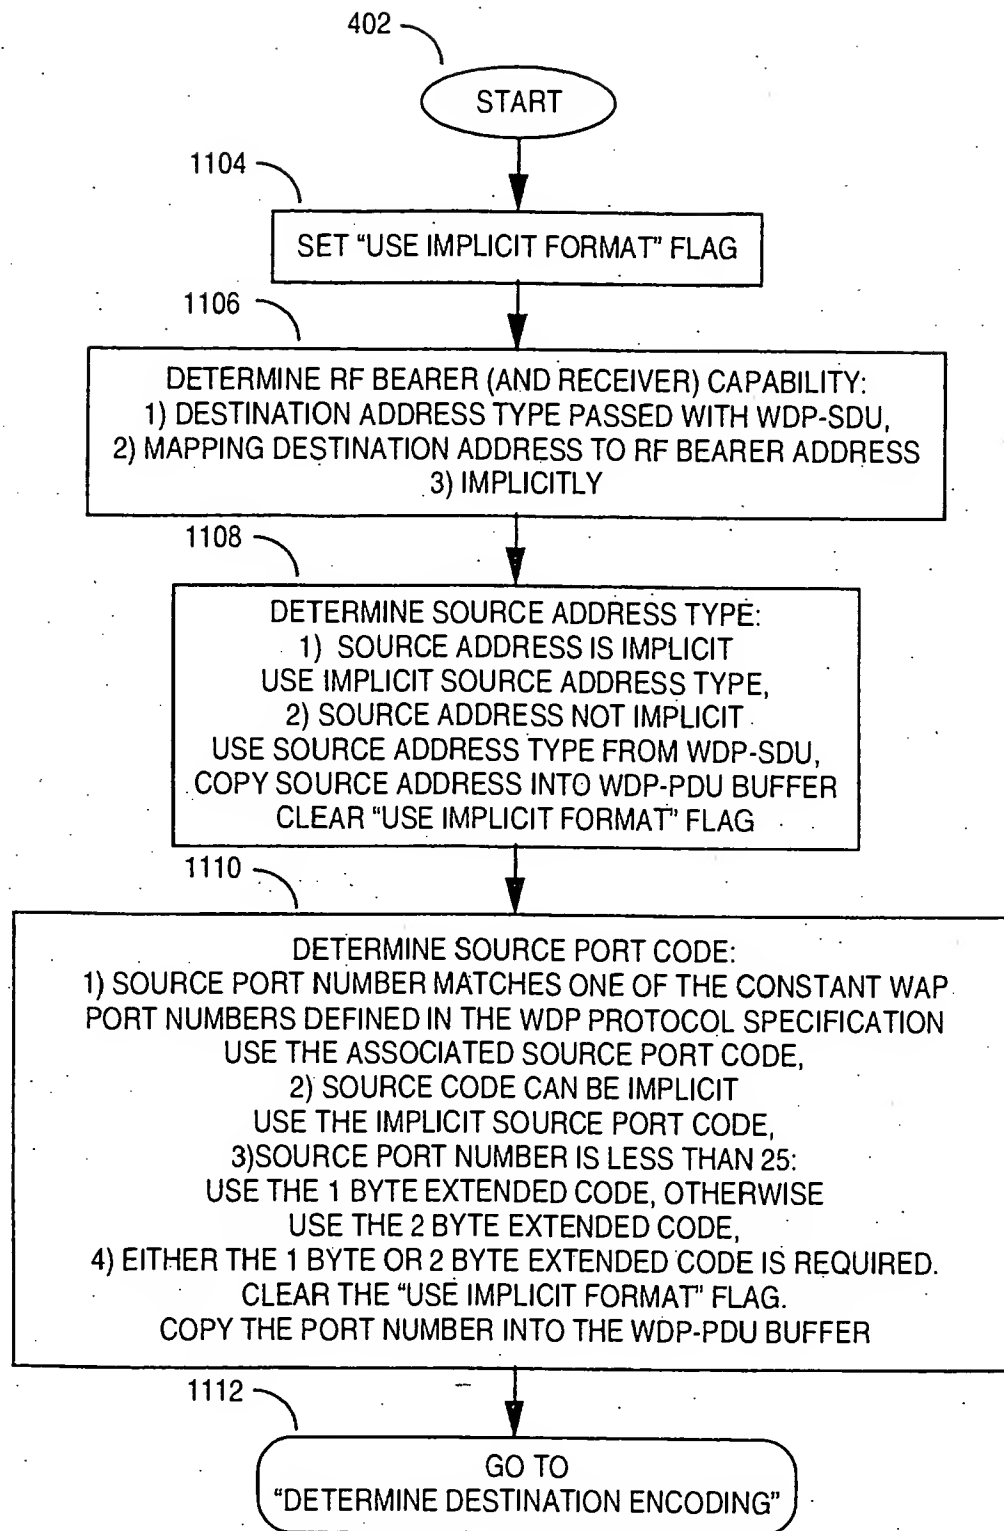 402
START
1104
SET “USE IMPLICIT FORMAT” FLAG
1106
DETERMINE RF BEARER (AND RECEIVER) CAPABILITY:
1) DESTINATION ADDRESS TYPE PASSED WITH WDP-SDU,
2) MAPPING DESTINATION ADDRESS TO RF BEARER ADDRESS
3) IMPLICITLY
1108
DETERMINE SOURCE ADDRESS TYPE:
1) SOURCE ADDRESS IS IMPLICIT
USE IMPLICIT SOURCE ADDRESS TYPE,
2) SOURCE ADDRESS NOT IMPLICIT
USE SOURCE ADDRESS TYPE FROM WDP-SDU,
COPY SOURCE ADDRESS INTO WDP-PDU BUFFER
CLEAR “USE IMPLICIT FORMAT” FLAG
1110
DETERMINE SOURCE PORT CODE:
1) SOURCE PORT NUMBER MATCHES ONE OF THE CONSTANT WAP
PORT NUMBERS DEFINED IN THE WDP PROTOCOL SPECIFICATION
USE THE ASSOCIATED SOURCE PORT CODE,
2) SOURCE CODE CAN BE IMPLICIT
USE THE IMPLICIT SOURCE PORT CODE,
3)SOURCE PORT NUMBER IS LESS THAN 25:
USE THE 1 BYTE EXTENDED CODE, OTHERWISE
USE THE 2 BYTE EXTENDED CODE,
4) EITHER THE 1 BYTE OR 2 BYTE EXTENDED CODE IS REQUIRED.
CLEAR THE “USE IMPLICIT FORMAT” FLAG.
COPY THE PORT NUMBER INTO THE WDP-PDU BUFFER
1112
GO TO
“DETERMINE DESTINATION ENCODING”